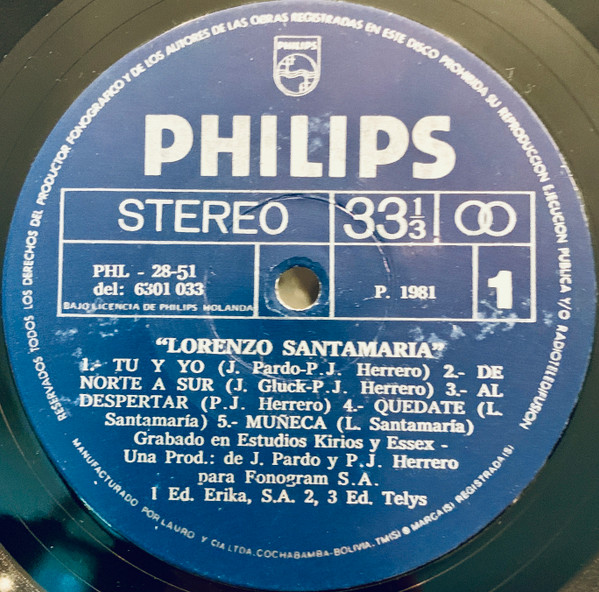 RESERVADOS TODOS LOS DERECHOS DEL PRODUCTOR FONOGRAFICO Y DE LOS AUTORES DE LAS OBRAS REGISTRADAS EN ESTE DISCO PROHIBIDA SU REPRODUCCION EJECUCION PUBLICA Y/O RADIOTELEDIFUSION
PHILIPS
PHILIPS
STEREO 33 1/3
PHL - 28-51
del: 6301 033
P. 1981
1
BAJO LICENCIA DE PHILIPS HOLANDA
"LORENZO SANTAMARIA"
1.- TU Y YO (J. Pardo-P.J. Herrero) 2.- DE
NORTE A SUR (J. Gluck-P.J. Herrero) 3.- AL
DESPERTAR (P.J. Herrero) 4.- QUEDATE (L.
Santamaría) 5.- MUÑECA (L. Santamaría)
Grabado en Estudios Kirios y Essex -
Una Prod.: de J. Pardo y P.J. Herrero
para Fonogram S.A.
1 Ed. Erika, S.A. 2, 3 Ed. Telys
MANUFACTURADO POR LAURO Y CIA LTDA. COCHABAMBA-BOLIVIA. TM(S) ® MARCA(S) REGISTRADA(S)